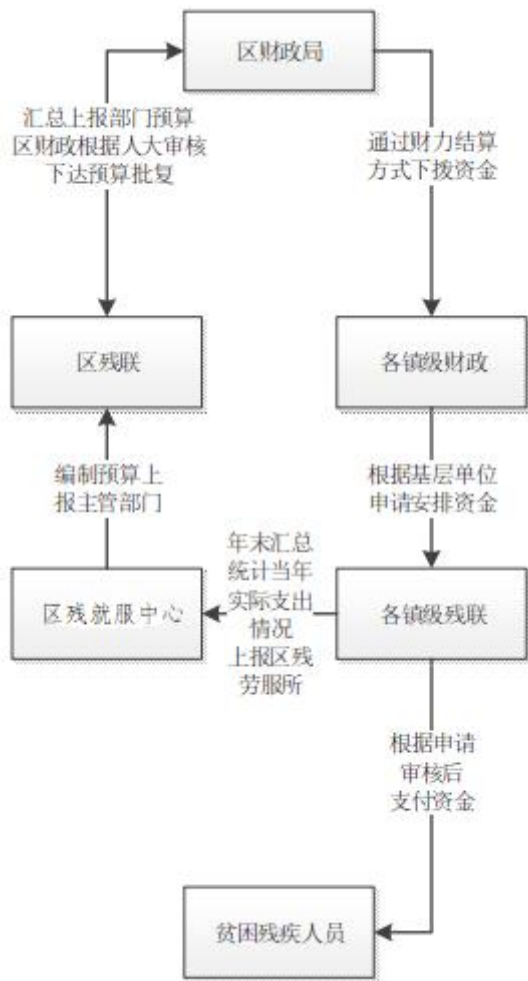 区财政局
汇总上报部门预算
区财政根据人大审核
下达预算批复
通过财力结算
方式下拨资金
区残联
各镇级财政
编制预算上
报主管部门
根据基层单位
申请安排资金
年末汇总
统计当年
实际支出
情况
上报区残
劳服所
区残就服中心
各镇级残联
根据申请
审核后
支付资金
贫困残疾人员